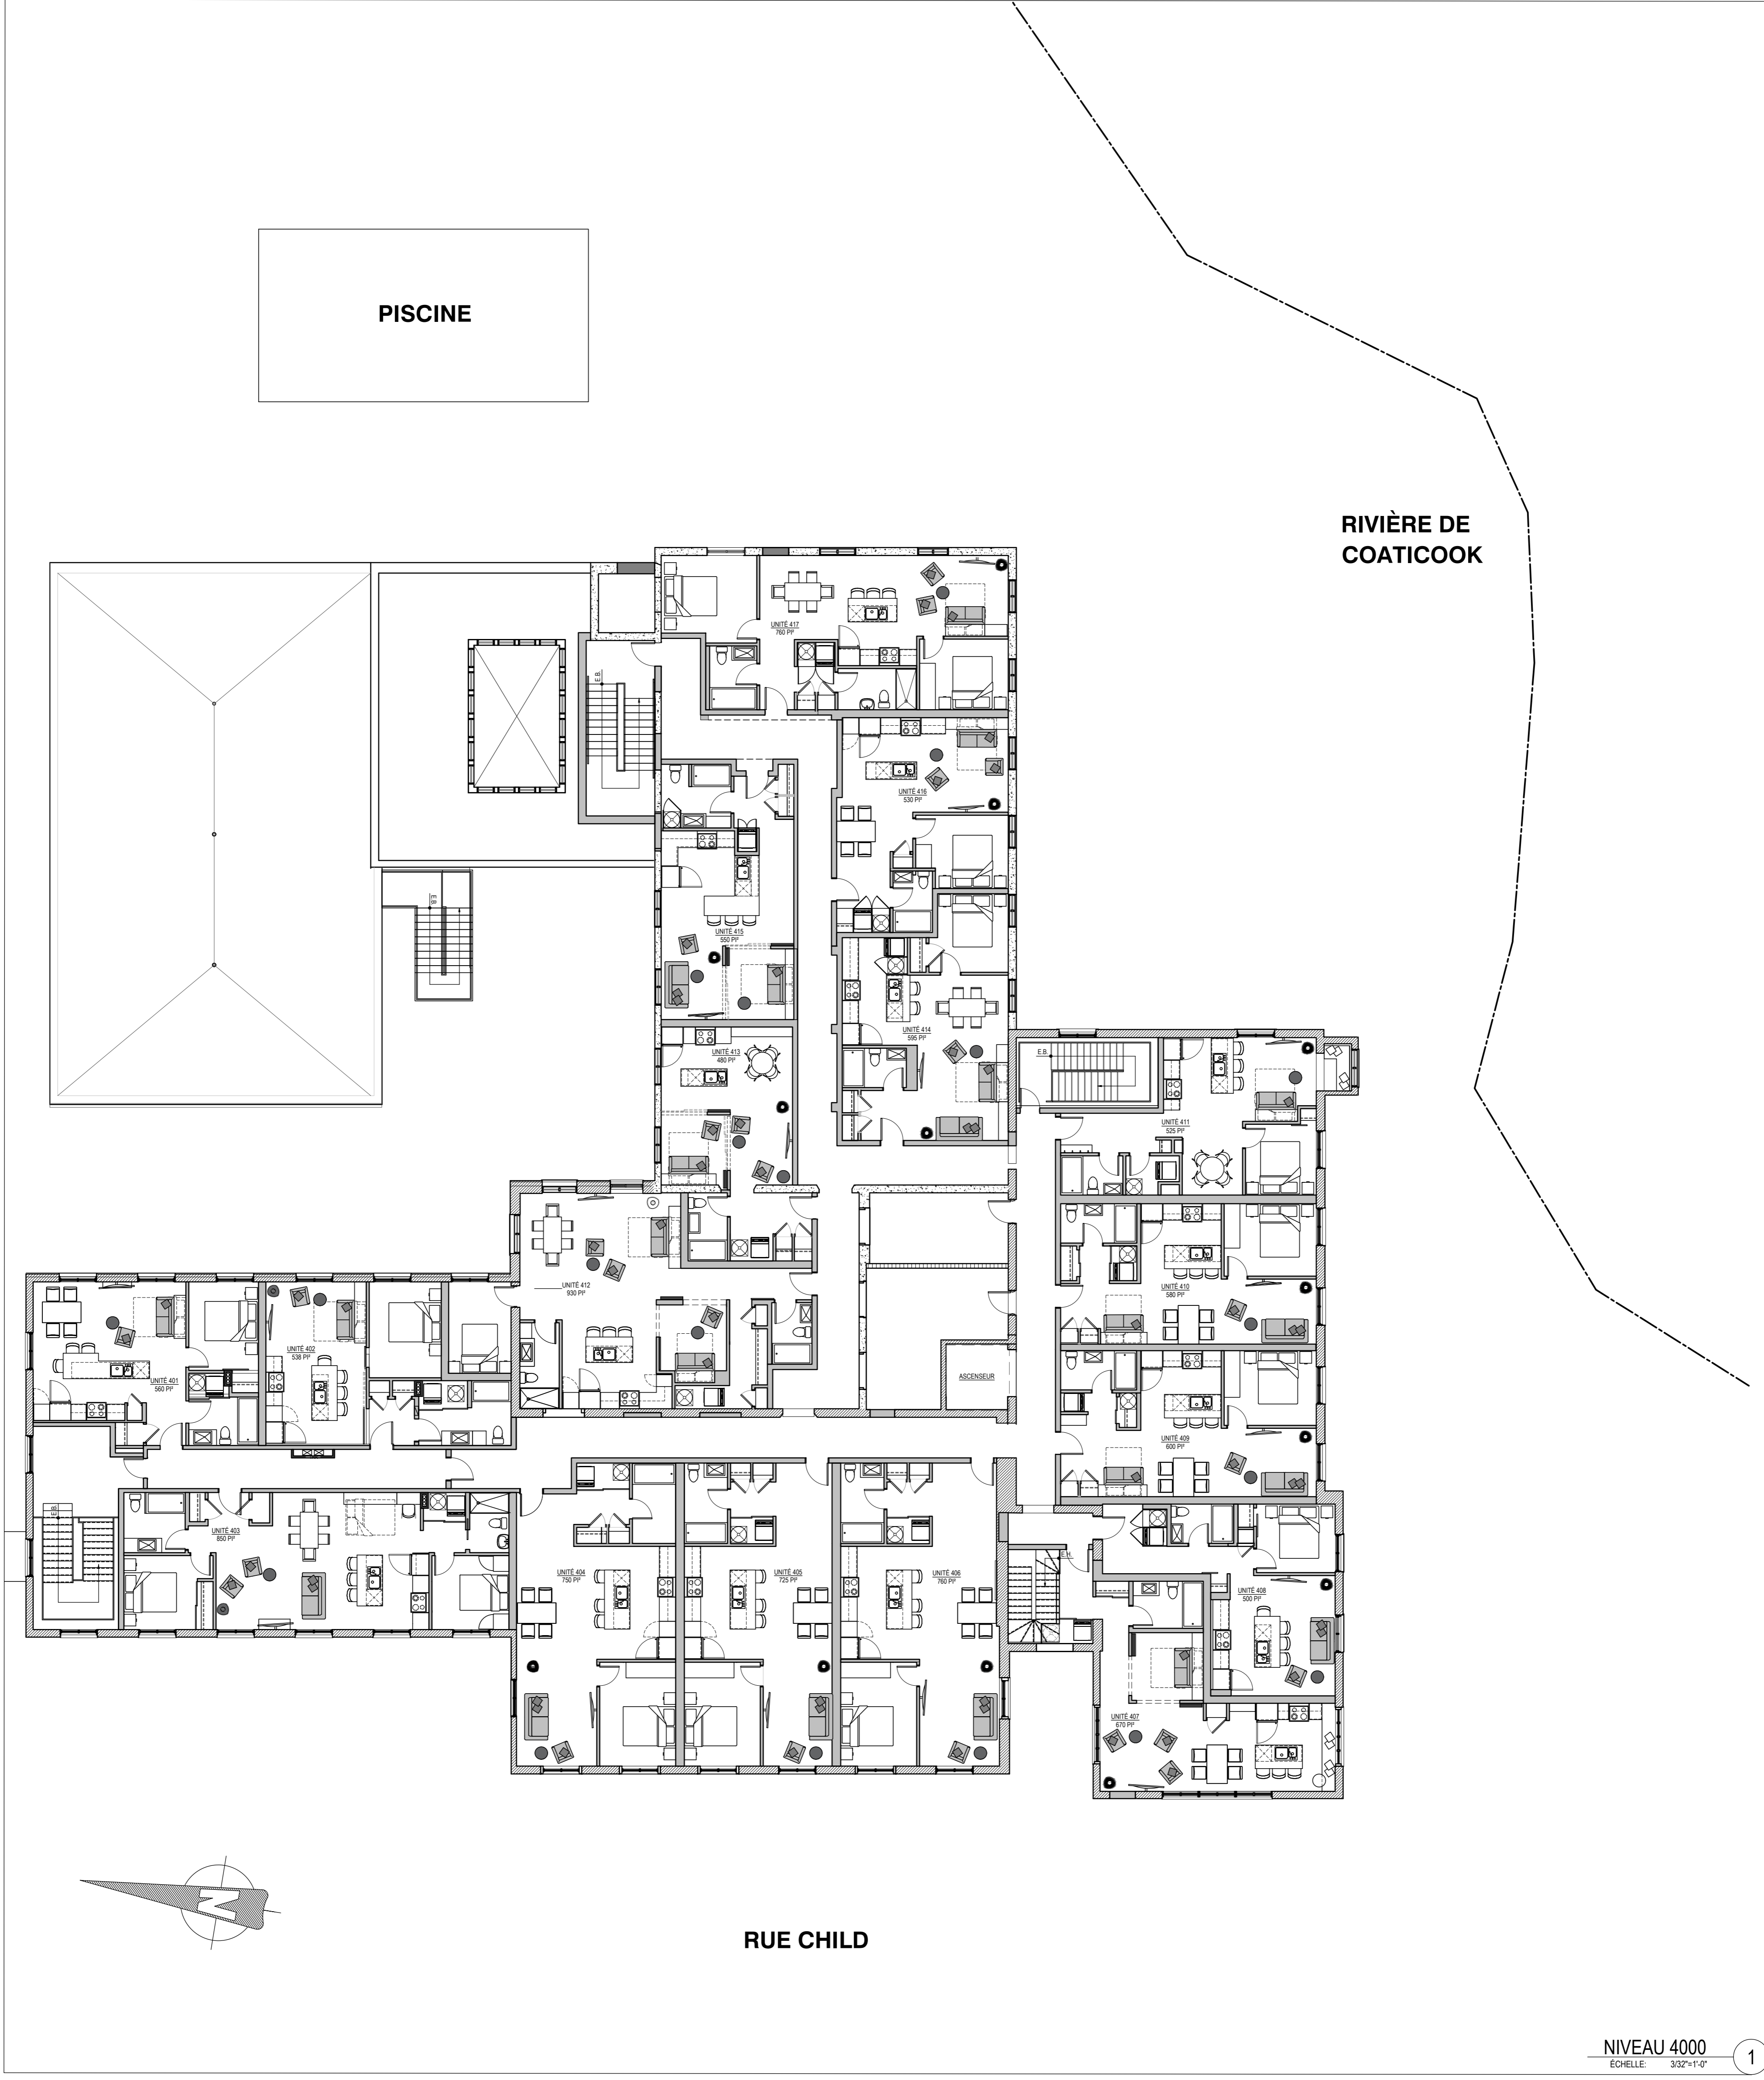 PISCINE
RIVIÈRE DE
COATICOOK
UNITÉ 417
760 PI²
E.B.
UNITÉ 416
530 PI²
E.B
UNITÉ 415
550 PI²
UNITÉ 414
595 PI²
UNITÉ 413
480 PI²
E.B.
UNITÉ 411
525 PI²
UNITÉ 412
930 PI²
UNITÉ 410
580 PI²
UNITÉ 402
538 PI²
UNITÉ 401
560 PI²
ASCENSEUR
UNITÉ 409
600 PI²
E.B.
UNITÉ 403
850 PI²
E.H.
UNITÉ 404
750 PI²
UNITÉ 405
725 PI²
UNITÉ 406
760 PI²
UNITÉ 408
500 PI²
UNITÉ 407
670 PI²
N
RUE CHILD
NIVEAU 4000
ÉCHELLE: 3/32"=1'-0"
1